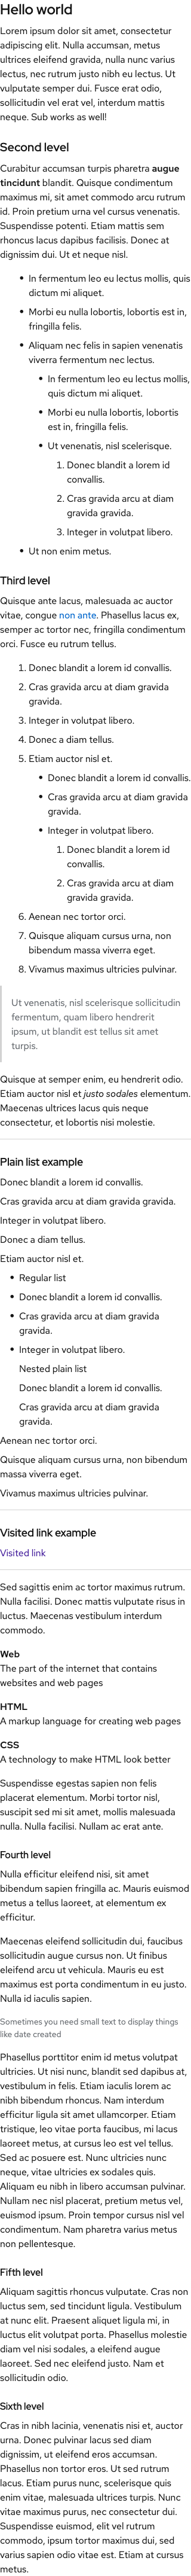 Hello world
Lorem ipsum dolor sit amet, consectetur
adipiscing elit. Nulla accumsan, metus
ultrices eleifend gravida, nulla nunc varius
lectus, nec rutrum justo nibh eu lectus. Ut
vulputate semper dui. Fusce erat odio,
sollicitudin vel erat vel, interdum mattis
neque. Sub works as well!
Second level
Curabitur accumsan turpis pharetra augue
tincidunt blandit. Quisque condimentum
maximus mi, sit amet commodo arcu rutrum
id. Proin pretium urna vel cursus venenatis.
Suspendisse potenti. Etiam mattis sem
rhoncus lacus dapibus facilisis. Donec at
dignissim dui. Ut et neque nisl.
• In fermentum leo eu lectus mollis, quis
dictum mi aliquet.
• Morbi eu nulla lobortis, lobortis est in,
fringilla felis.
• Aliquam nec felis in sapien venenatis
viverra fermentum nec lectus.
• In fermentum leo eu lectus mollis,
quis dictum mi aliquet.
• Morbi eu nulla lobortis, lobortis
est in, fringilla felis.
• Ut venenatis, nisl scelerisque.
1. Donec blandit a lorem id
convallis.
2. Cras gravida arcu at diam
gravida gravida.
3. Integer in volutpat libero.
• Ut non enim metus.
Third level
Quisque ante lacus, malesuada ac auctor
vitae, congue non ante. Phasellus lacus ex,
semper ac tortor nec, fringilla condimentum
orci. Fusce eu rutrum tellus.
1. Donec blandit a lorem id convallis.
2. Cras gravida arcu at diam gravida
gravida.
3. Integer in volutpat libero.
4. Donec a diam tellus.
5. Etiam auctor nisl et.
• Donec blandit a lorem id convallis.
• Cras gravida arcu at diam gravida
gravida.
• Integer in volutpat libero.
1. Donec blandit a lorem id
convallis.
2. Cras gravida arcu at diam
gravida gravida.
6. Aenean nec tortor orci.
7. Quisque aliquam cursus urna, non
bibendum massa viverra eget.
8. Vivamus maximus ultricies pulvinar.
Ut venenatis, nisl scelerisque sollicitudin
fermentum, quam libero hendrerit
ipsum, ut blandit est tellus sit amet
turpis.
Quisque at semper enim, eu hendrerit odio.
Etiam auctor nisl et justo sodales elementum.
Maecenas ultrices lacus quis neque
consectetur, et lobortis nisi molestie.
Plain list example
Donec blandit a lorem id convallis.
Cras gravida arcu at diam gravida gravida.
Integer in volutpat libero.
Donec a diam tellus.
Etiam auctor nisl et.
• Regular list
• Donec blandit a lorem id convallis.
• Cras gravida arcu at diam gravida
gravida.
• Integer in volutpat libero.
Nested plain list
Donec blandit a lorem id convallis.
Cras gravida arcu at diam gravida
gravida.
Aenean nec tortor orci.
Quisque aliquam cursus urna, non bibendum
massa viverra eget.
Vivamus maximus ultricies pulvinar.
Visited link example
Visited link
Sed sagittis enim ac tortor maximus rutrum.
Nulla facilisi. Donec mattis vulputate risus in
luctus. Maecenas vestibulum interdum
commodo.
Web
The part of the internet that contains
websites and web pages
HTML
A markup language for creating web pages
CSS
A technology to make HTML look better
Suspendisse egestas sapien non felis
placerat elementum. Morbi tortor nisl,
suscipit sed mi sit amet, mollis malesuada
nulla. Nulla facilisi. Nullam ac erat ante.
Fourth level
Nulla efficitur eleifend nisi, sit amet
bibendum sapien fringilla ac. Mauris euismod
metus a tellus laoreet, at elementum ex
efficitur.
Maecenas eleifend sollicitudin dui, faucibus
sollicitudin augue cursus non. Ut finibus
eleifend arcu ut vehicula. Mauris eu est
maximus est porta condimentum in eu justo.
Nulla id iaculis sapien.
Sometimes you need small text to display things
like date created
Phasellus porttitor enim id metus volutpat
ultricies. Ut nisi nunc, blandit sed dapibus at,
vestibulum in felis. Etiam iaculis lorem ac
nibh bibendum rhoncus. Nam interdum
efficitur ligula sit amet ullamcorper. Etiam
tristique, leo vitae porta faucibus, mi lacus
laoreet metus, at cursus leo est vel tellus.
Sed ac posuere est. Nunc ultricies nunc
neque, vitae ultricies ex sodales quis.
Aliquam eu nibh in libero accumsan pulvinar.
Nullam nec nisl placerat, pretium metus vel,
euismod ipsum. Proin tempor cursus nisl vel
condimentum. Nam pharetra varius metus
non pellentesque.
Fifth level
Aliquam sagittis rhoncus vulputate. Cras non
luctus sem, sed tincidunt ligula. Vestibulum
at nunc elit. Praesent aliquet ligula mi, in
luctus elit volutpat porta. Phasellus molestie
diam vel nisi sodales, a eleifend augue
laoreet. Sed nec eleifend justo. Nam et
sollicitudin odio.
Sixth level
Cras in nibh lacinia, venenatis nisi et, auctor
urna. Donec pulvinar lacus sed diam
dignissim, ut eleifend eros accumsan.
Phasellus non tortor eros. Ut sed rutrum
lacus. Etiam purus nunc, scelerisque quis
enim vitae, malesuada ultrices turpis. Nunc
vitae maximus purus, nec consectetur dui.
Suspendisse euismod, elit vel rutrum
commodo, ipsum tortor maximus dui, sed
varius sapien odio vitae est. Etiam at cursus
metus.